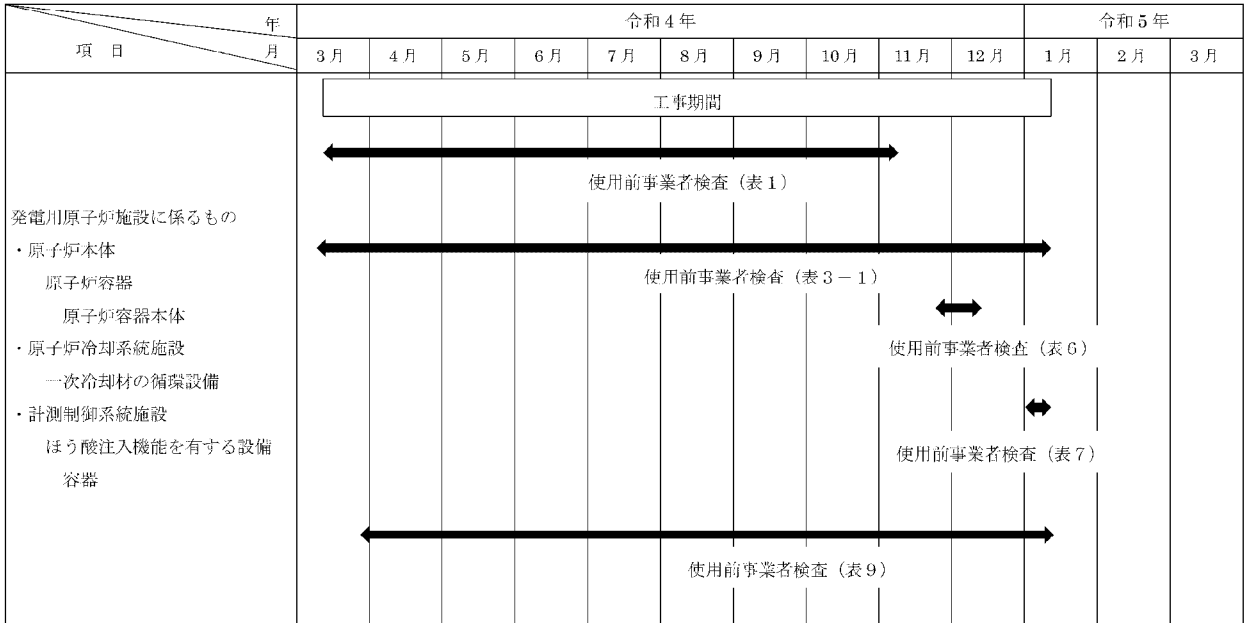 年
令和4年
令和5年
項 目
月
3月
4月
5月
6月
7月
8月
9月
10月
11月
12月
1月
2月
3月
工事期間
使用前事業者検査（表1）
発電用原子炉施設に係るもの
・原子炉本体
使用前事業者検査（表3－1）
原子炉容器
原子炉容器本体
・原子炉冷却系統施設
使用前事業者検査（表6）
一次冷却材の循環設備
・計測制御系統施設
ほう酸注入機能を有する設備
使用前事業者検査（表7）
容器
使用前事業者検査（表9）